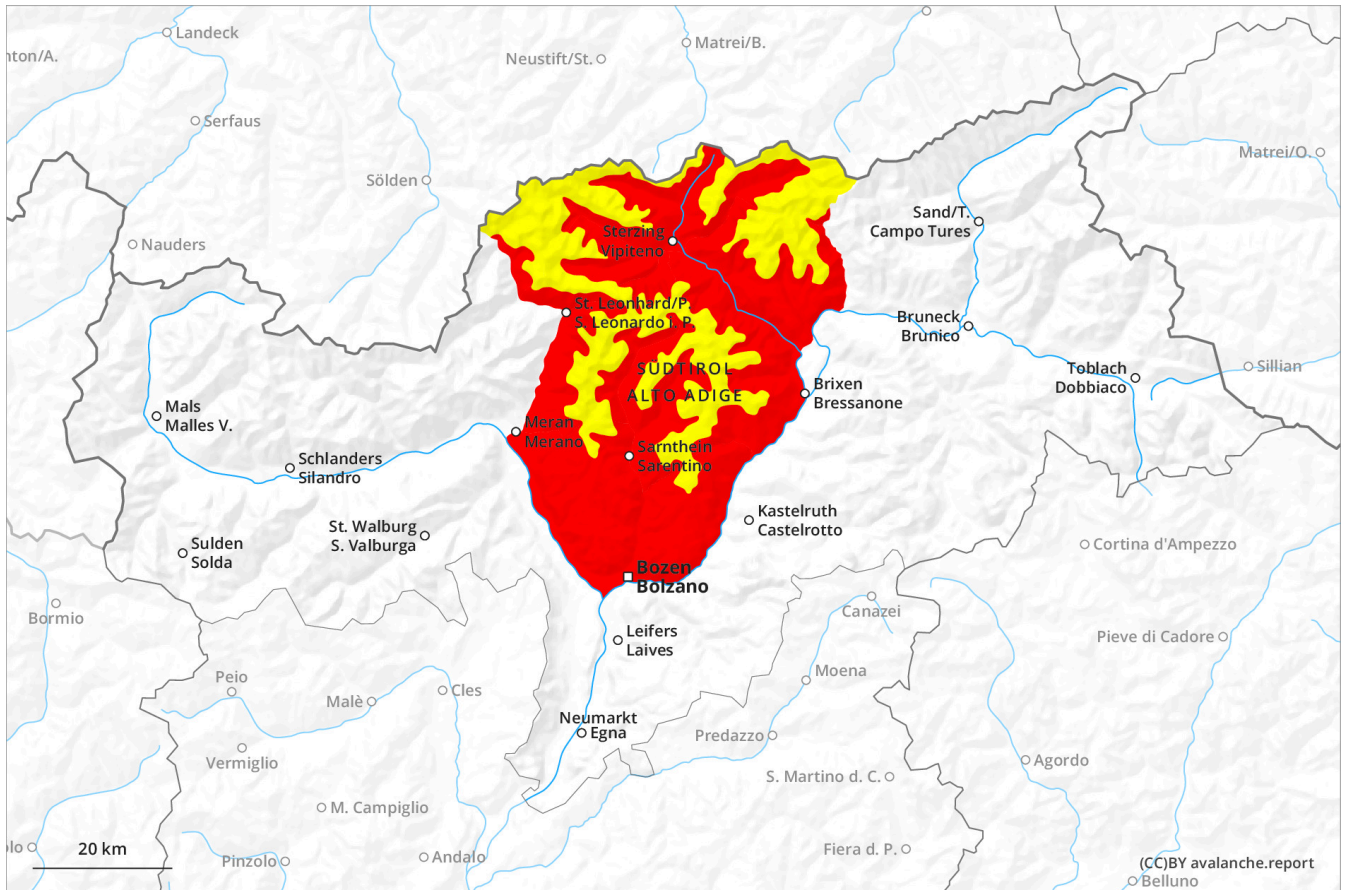 Landeck
nton/A.
Neustift/St.
Matrei/B.
Serfaus
Matrei/O.
Sölden
Sand/T.
Campo Tures
Nauders
Sterzing
Vipiteno
St. Leonhard/P.
S. Leonardo i. P.
Bruneck
Brunico
SÜDTIROL
ALTO ADIGE
Toblach
Dobbiaco
Sillian
Brixen
Bressanone
Mals
Malles V.
Meran
Merano
Sarnthein
Sarentino
Schlanders
Silandro
St. Walburg
S. Valburga
Kastelruth
Castelrotto
Sulden
Solda
Cortina d'Ampezzo
Bozen
Bolzano
Bormio
Canazei
Leifers
Laives
Pieve di Cadore
Peio
Malè
Cles
Moena
Neumarkt
Egna
Predazzo
Vermiglio
Agordo
S. Martino d. C.
M. Campiglio
lo
20 km
Pinzolo
Andalo
Fiera d. P.
(CC)BY avalanche.report
Belluno